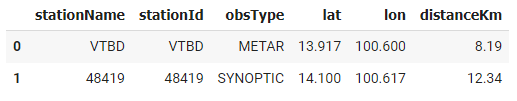 stationName stationId obsType lat lon distanceKm
0 VTBD VTBD METAR 13.917 100.600 8.19
1 48419 48419 SYNOPTIC 14.100 100.617 12.34